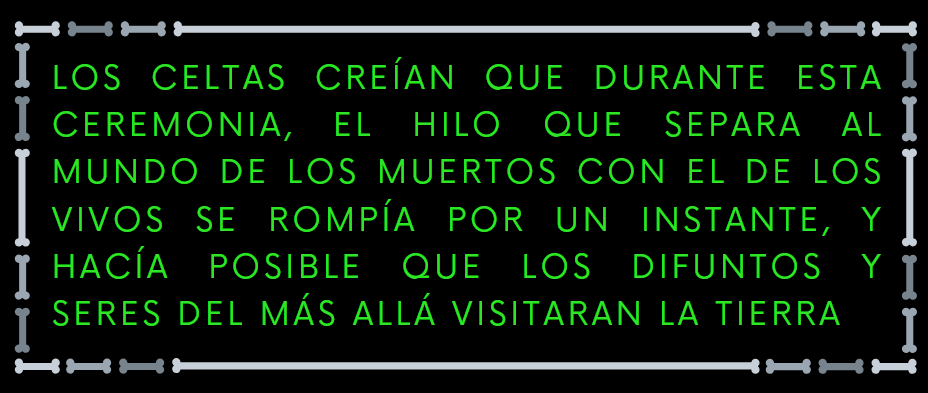 LOS CELTAS CREÍAN QUE DURANTE ESTA
CEREMONIA, EL HILO QUE SEPARA AL
MUNDO DE LOS MUERTOS CON EL DE LOS
VIVOS SE ROMPÍA POR UN INSTANTE, Y
HACÍA POSIBLE QUE LOS DIFUNTOS Y
SERES DEL MÁS ALLÁ VISITARAN LA TIERRA